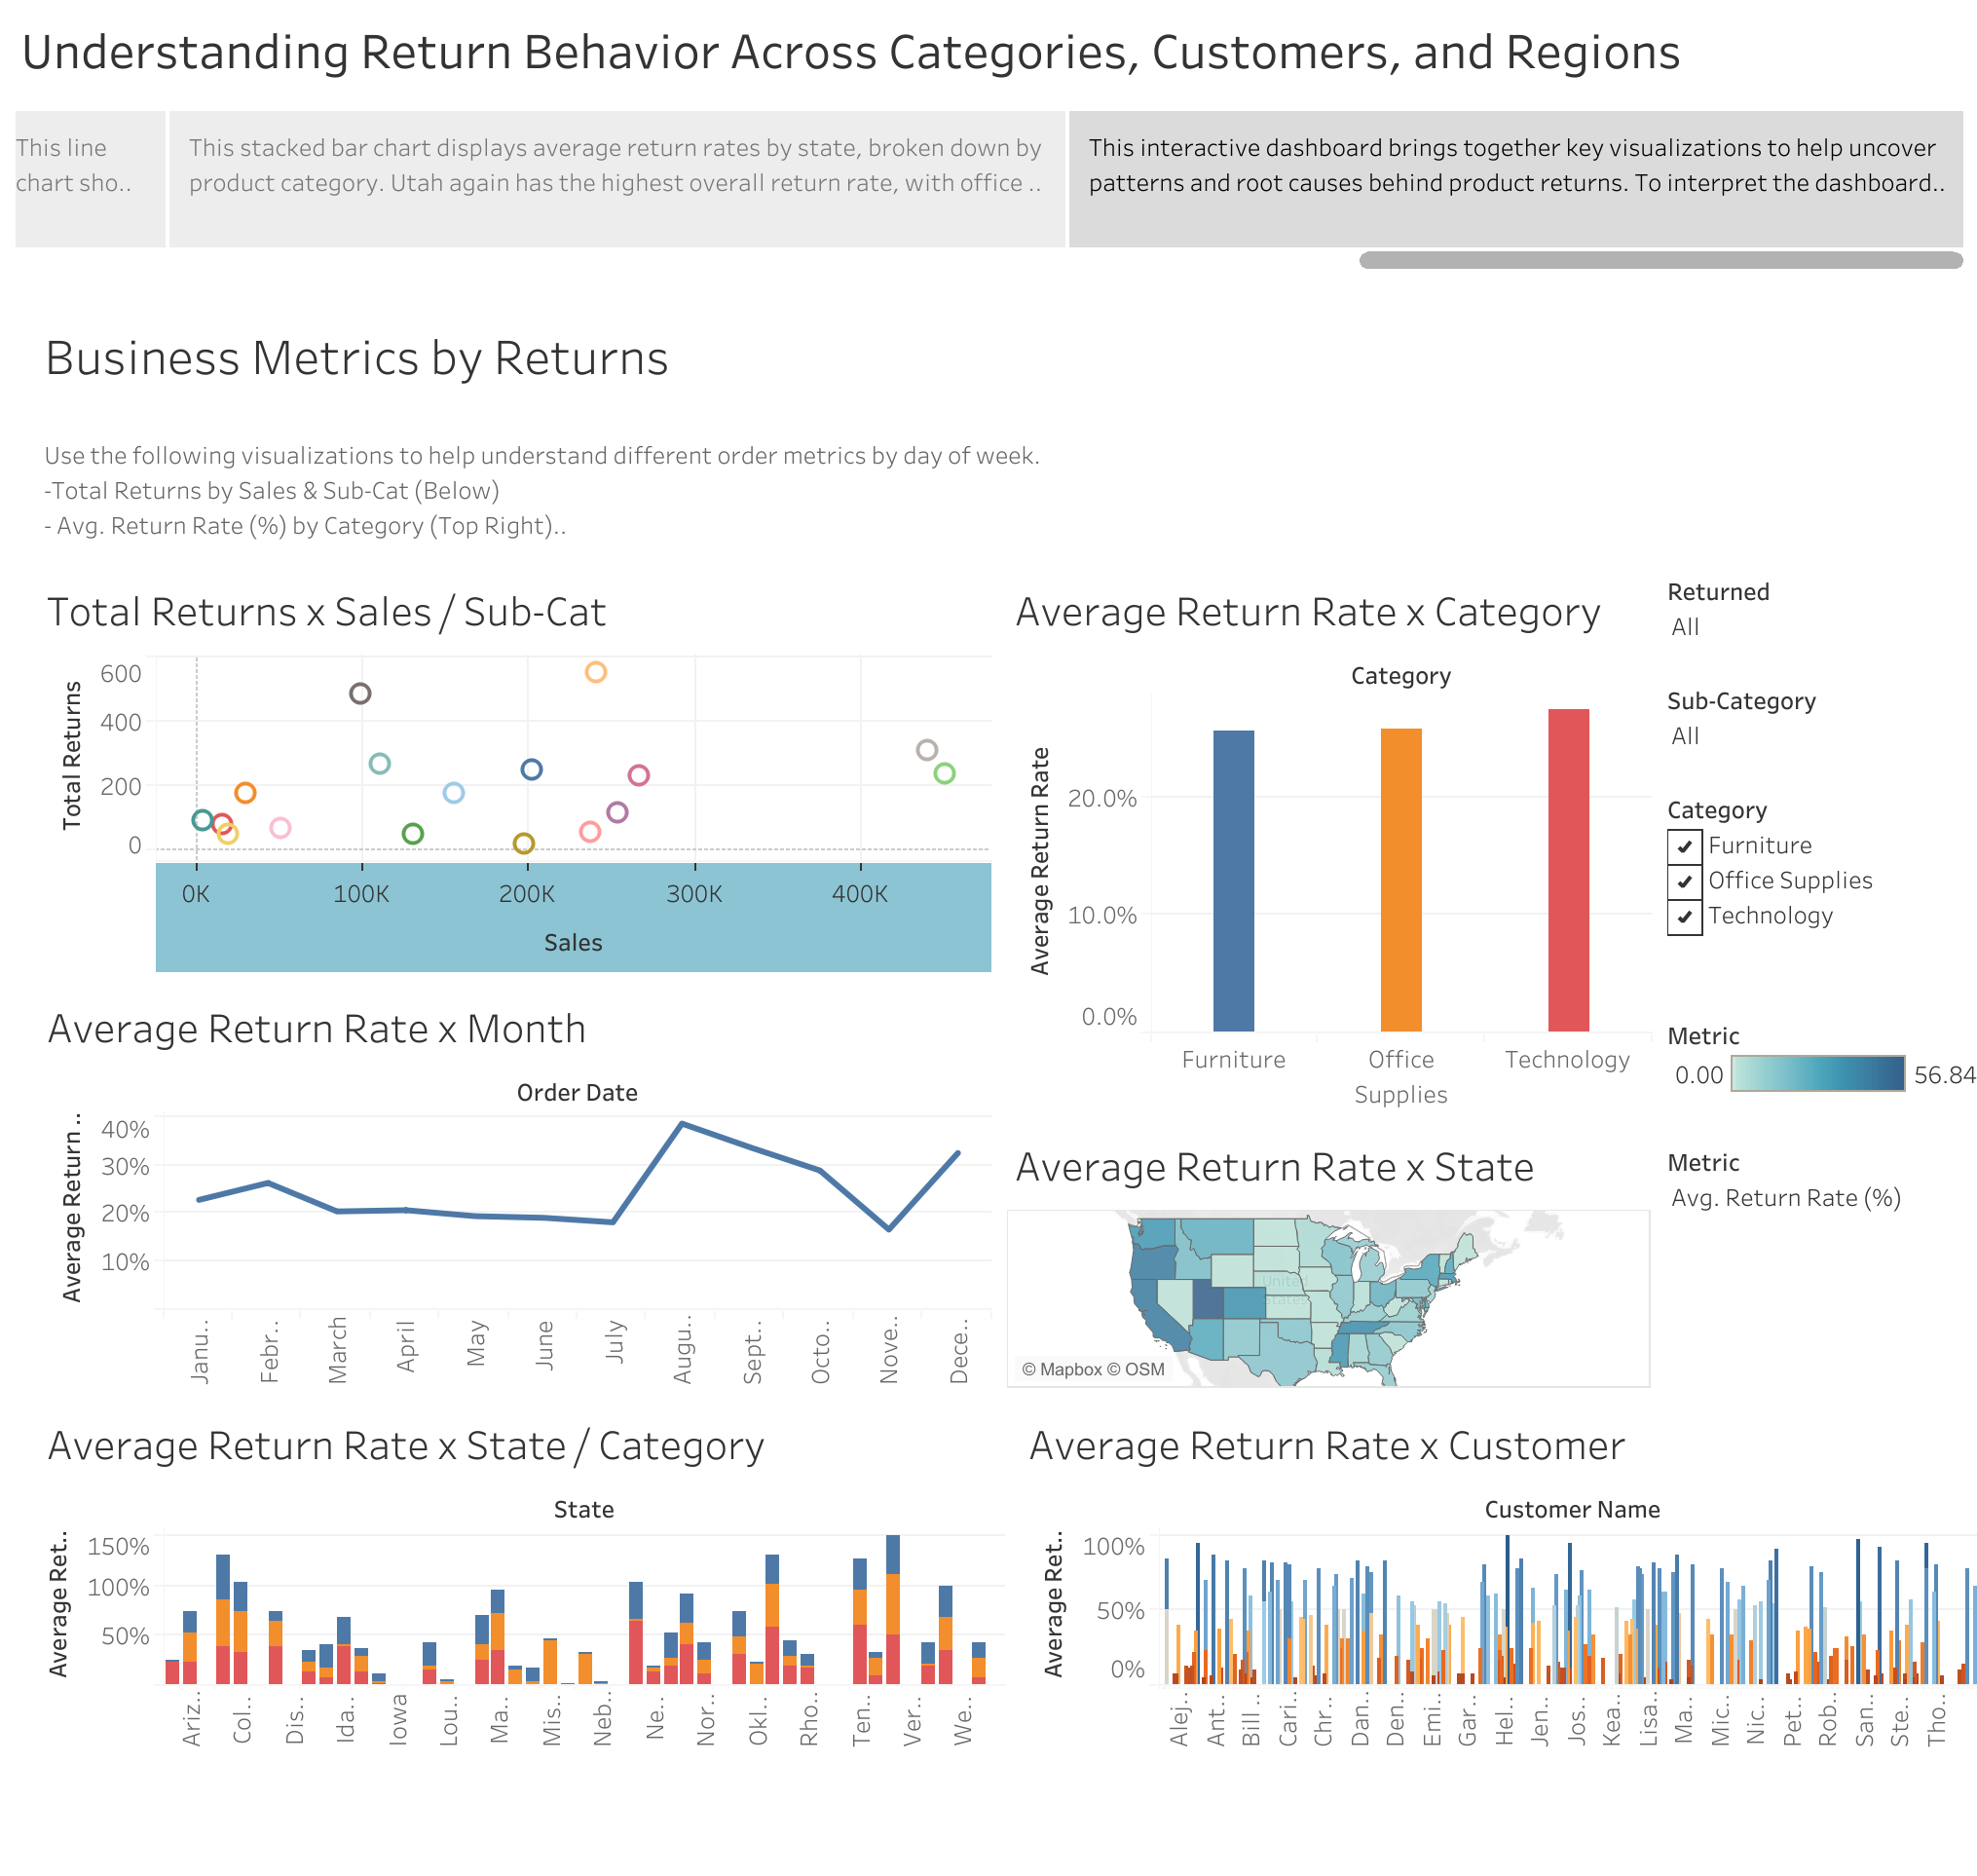 Understanding Return Behavior Across Categories, Customers, and Regions
This line
chart sho..
This stacked bar chart displays average return rates by state, broken down by
product category. Utah again has the highest overall return rate, with office ..
This interactive dashboard brings together key visualizations to help uncover
patterns and root causes behind product returns. To interpret the dashboard..
Business Metrics by Returns
Use the following visualizations to help understand different order metrics by day of week.
-Total Returns by Sales & Sub-Cat (Below)
- Avg. Return Rate (%) by Category (Top Right)..
Total Returns x Sales / Sub-Cat
Total Returns
600
400
200
0
0K 100K 200K 300K 400K
Sales
Average Return Rate x Category
Category
Average Return Rate
20.0%
10.0%
0.0%
Furniture
Office
Supplies
Technology
Returned
All
Sub-Category
All
Category
Furniture
Office Supplies
Technology
Metric
0.00 56.84
Metric
Avg. Return Rate (%)
Average Return Rate x Month
Order Date
Average Return ..
40%
30%
20%
10%
Janu.. Febr.. March April May June July Augu.. Sept.. Octo.. Nove.. Dece..
Average Return Rate x State
United
States
© Mapbox © OSM
Average Return Rate x State / Category
State
Average Ret..
150%
100%
50%
Ariz.. Col.. Dis.. Ida.. Iowa Lou.. Ma.. Mis.. Neb.. Ne.. Nor.. Okl.. Rho.. Ten.. Ver.. We..
Average Return Rate x Customer
Customer Name
Average Ret..
100%
50%
0%
Alej.. Ant.. Bill .. Cari.. Chr.. Dan.. Den.. Emi.. Gar.. Hel.. Jen.. Jos.. Kea.. Lisa.. Ma.. Mic.. Nic.. Pet.. Rob.. San.. Ste.. Tho..